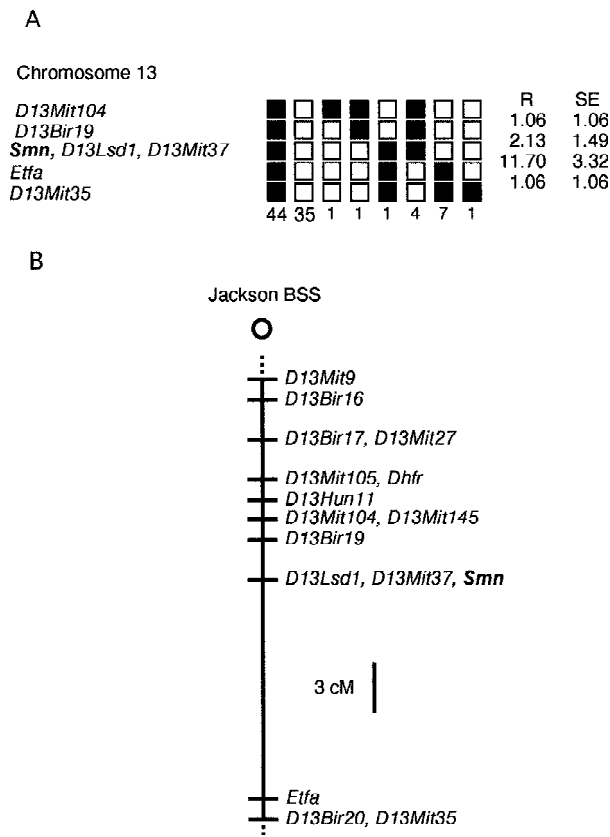 A
Chromosome 13
R SE
D13Mit104
1.06 1.06
D13Bir19
2.13 1.49
Smn, D13Lsd1, D13Mit37
11.70 3.32
Etfa
1.06 1.06
D13Mit35
44 35 1 1 1 4 7 1
B
Jackson BSS
D13Mit9
D13Bir16
D13Bir17, D13Mit27
D13Mit105, Dhfr
D13Hun11
D13Mit104, D13Mit145
D13Bir19
D13Lsd1, D13Mit37, Smn
3 cM
Etfa
D13Bir20, D13Mit35